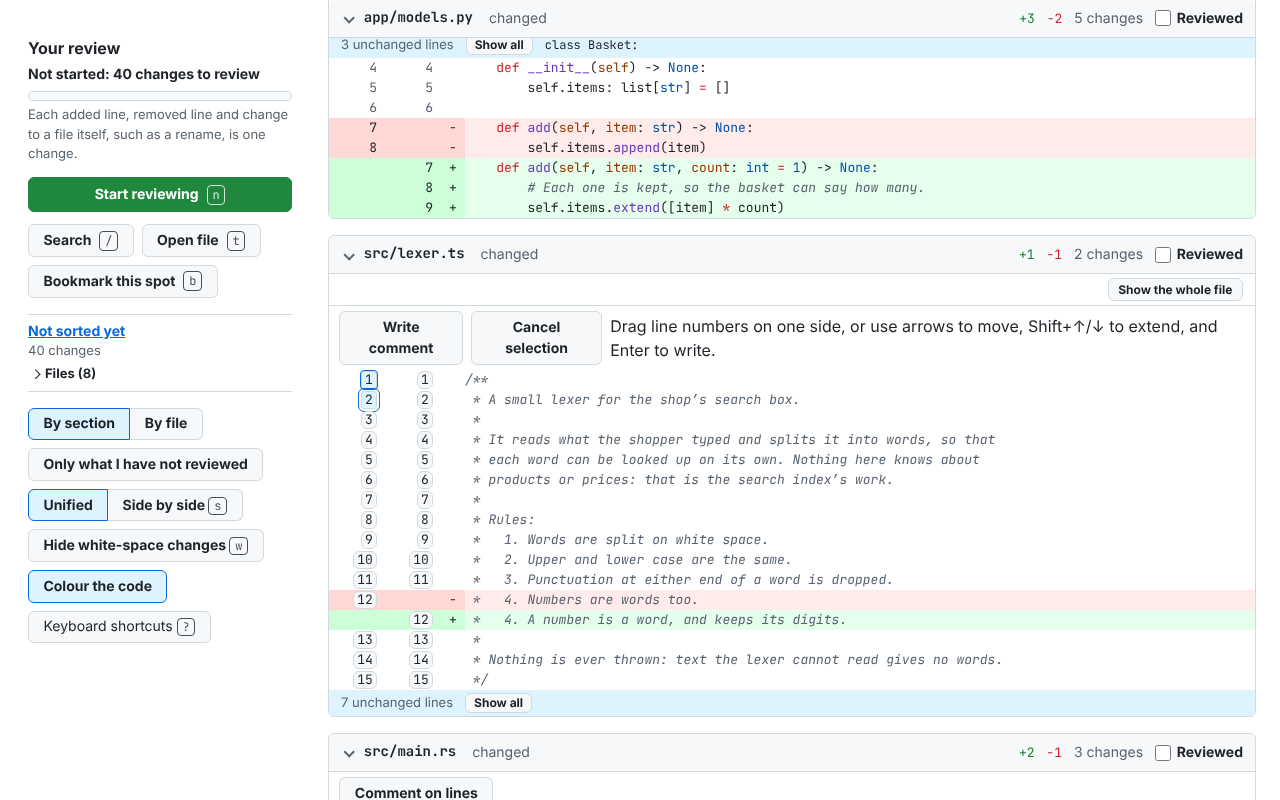 Your review
Not started: 40 changes to review
Each added line, removed line and change
to a file itself, such as a rename, is one
change.
Start reviewing n
Search / Open file t
Bookmark this spot b
Not sorted yet
40 changes
Files (8)
By section By file
Only what I have not reviewed
Unified Side by side s
Hide white-space changes w
Colour the code
Keyboard shortcuts ?
app/models.py changed +3 -2 5 changes Reviewed
3 unchanged lines Show all class Basket:
4 4 def __init__(self) -> None:
5 5 self.items: list[str] = []
6 6
7 - def add(self, item: str) -> None:
8 - self.items.append(item)
7 + def add(self, item: str, count: int = 1) -> None:
8 + # Each one is kept, so the basket can say how many.
9 + self.items.extend([item] * count)
src/lexer.ts changed +1 -1 2 changes Reviewed
Show the whole file
Write comment Cancel selection Drag line numbers on one side, or use arrows to move, Shift+↑/↓ to extend, and
Enter to write.
1 1 /**
2 2 * A small lexer for the shop’s search box.
3 3 *
4 4 * It reads what the shopper typed and splits it into words, so that
5 5 * each word can be looked up on its own. Nothing here knows about
6 6 * products or prices: that is the search index’s work.
7 7 *
8 8 * Rules:
9 9 * 1. Words are split on white space.
10 10 * 2. Upper and lower case are the same.
11 11 * 3. Punctuation at either end of a word is dropped.
12 - * 4. Numbers are words too.
12 + * 4. A number is a word, and keeps its digits.
13 13 *
14 14 * Nothing is ever thrown: text the lexer cannot read gives no words.
15 15 */
7 unchanged lines Show all
src/main.rs changed +2 -1 3 changes Reviewed
Comment on lines